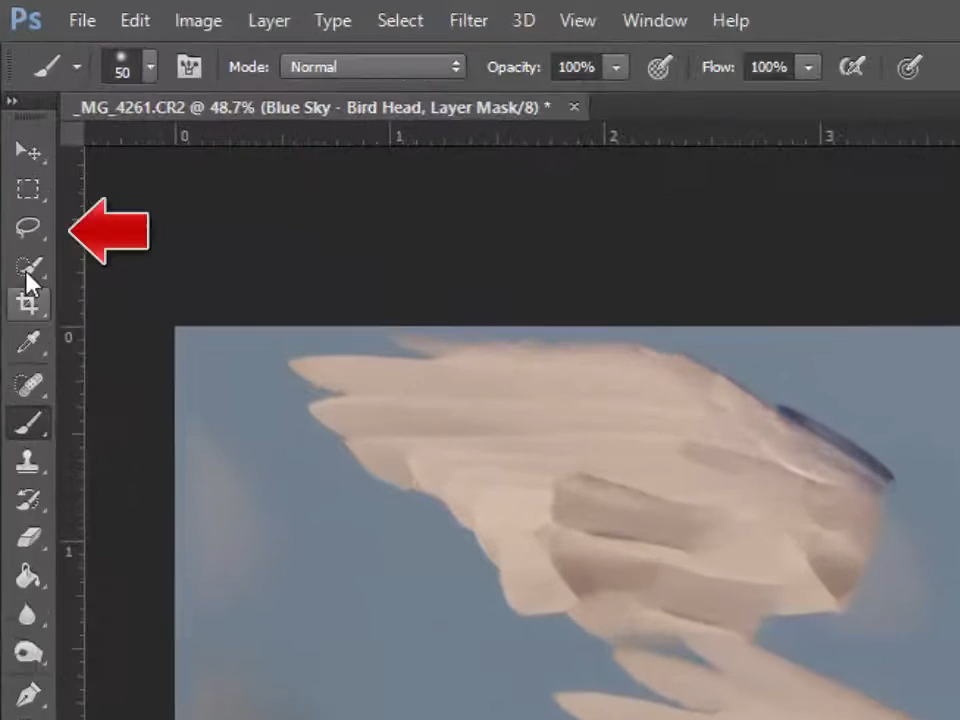 Ps File Edit Image Layer Type Select Filter 3D View Window Help
50 Mode: Normal Opacity: 100% Flow: 100%
_MG_4261.CR2 @ 48.7% (Blue Sky - Bird Head, Layer Mask/8) * ×
0 1 2 3
0
1